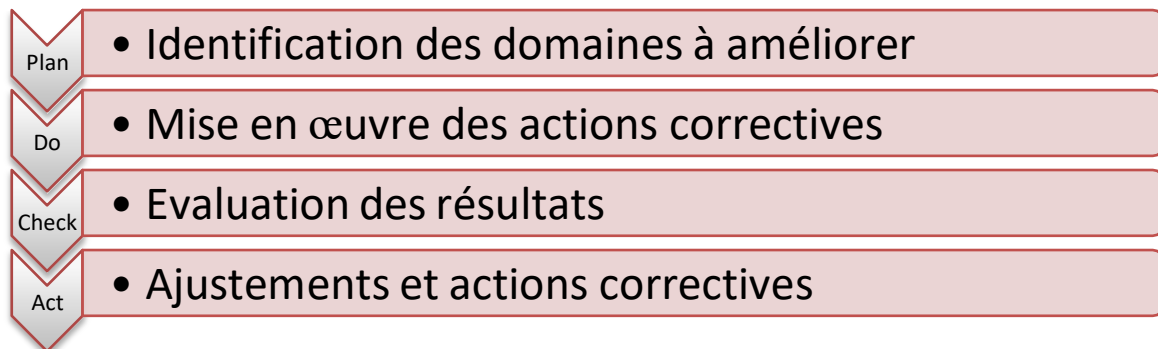 Plan
• Identification des domaines à améliorer
Do
• Mise en œuvre des actions correctives
Check
• Evaluation des résultats
Act
• Ajustements et actions correctives